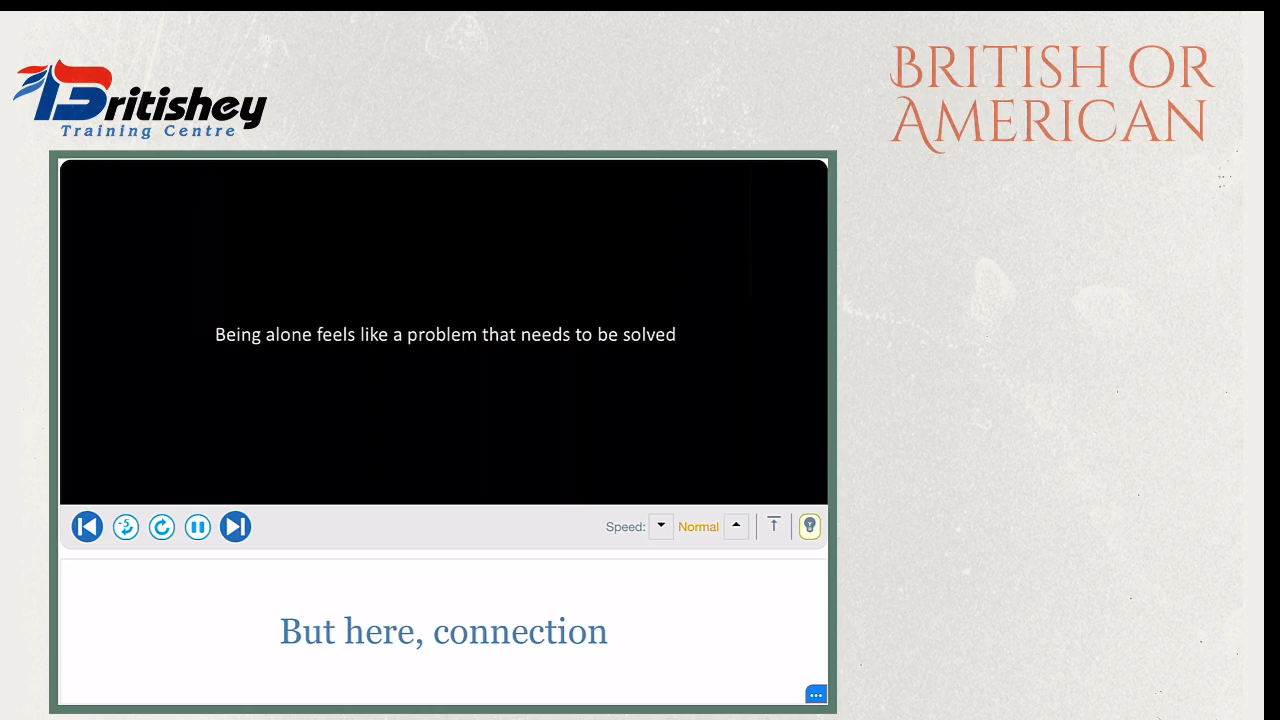 Britishey
Training Centre
BRITISH OR
AMERICAN
Being alone feels like a problem that needs to be solved
-5
Speed:
Normal
But here, connection